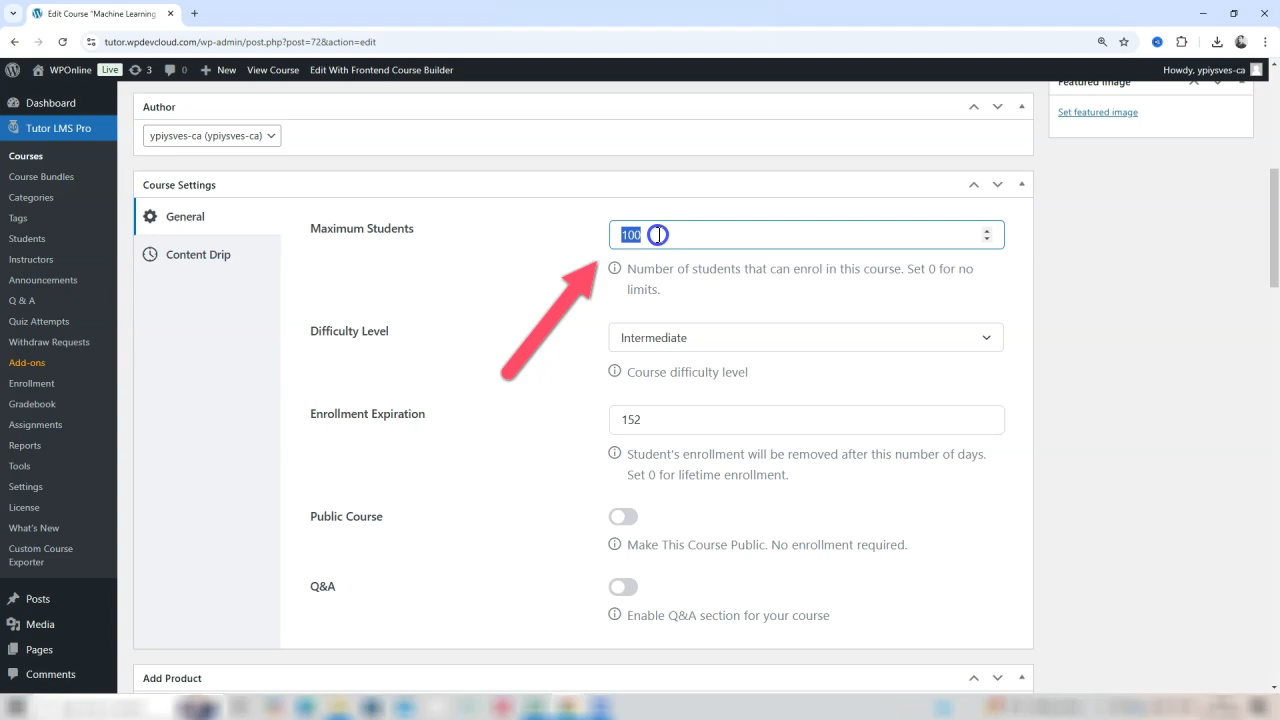 Edit Course "Machine Learning
tutor.wpdevcloud.com/wp-admin/post.php?post=72&action=edit
WPOnline Live 3 0 New View Course Edit With Frontend Course Builder Howdy, ypiysves-ca
Dashboard
Tutor LMS Pro
Courses
Course Bundles
Categories
Tags
Students
Instructors
Announcements
Q & A
Quiz Attempts
Withdraw Requests
Add-ons
Enrollment
Gradebook
Assignments
Reports
Tools
Settings
License
What's New
Custom Course
Exporter
Posts
Media
Pages
Comments
Author
ypiysves-ca (ypiysves-ca)
Course Settings
General
Content Drip
Maximum Students
100
Number of students that can enrol in this course. Set 0 for no
limits.
Difficulty Level
Intermediate
Course difficulty level
Enrollment Expiration
152
Student's enrollment will be removed after this number of days.
Set 0 for lifetime enrollment.
Public Course
Make This Course Public. No enrollment required.
Q&A
Enable Q&A section for your course
Add Product
Featured image
Set featured image